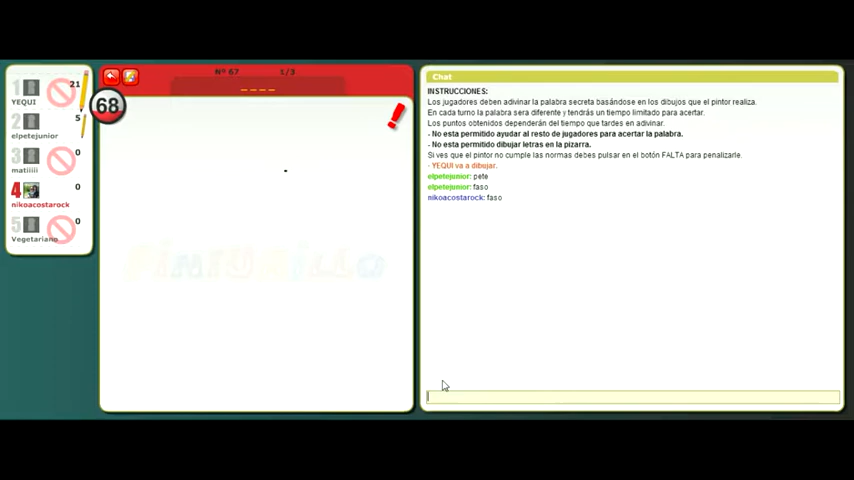 Nº 67 1/3
_ _ _ _
68
1 21
YEQUI
2 5
elpetejunior
3 0
matiiiii
4 0
nikoacostarock
5 0
Vegetariano
PINTURILLO
Chat
INSTRUCCIONES:
Los jugadores deben adivinar la palabra secreta basándose en los dibujos que el pintor realiza.
En cada turno la palabra sera diferente y tendrás un tiempo limitado para acertar.
Los puntos obtenidos dependerán del tiempo que tardes en adivinar.
- No esta permitido ayudar al resto de jugadores para acertar la palabra.
- No esta permitido dibujar letras en la pizarra.
Si ves que el pintor no cumple las normas debes pulsar en el botón FALTA para penalizarle.
- YEQUI va a dibujar.
elpetejunior: pete
elpetejunior: faso
nikoacostarock: faso